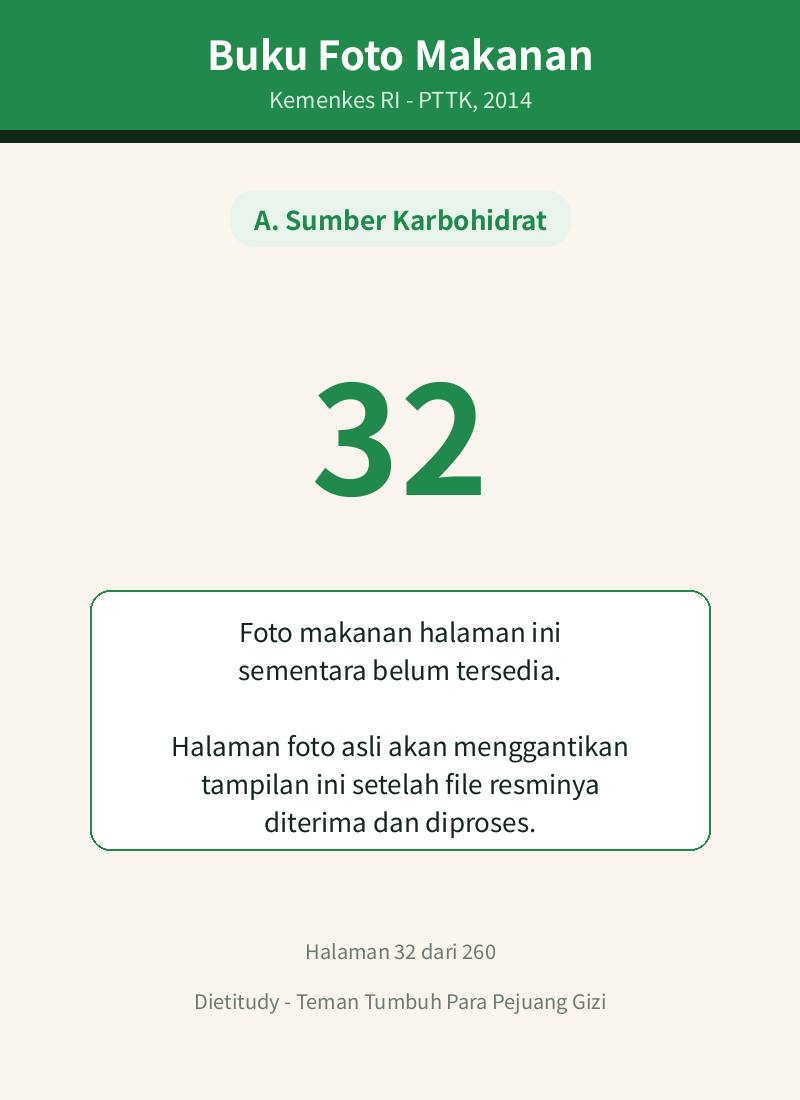 Buku Foto Makanan
Kemenkes RI - PTTK, 2014
A. Sumber Karbohidrat
32
Foto makanan halaman ini
sementara belum tersedia.
Halaman foto asli akan menggantikan
tampilan ini setelah file resminya
diterima dan diproses.
Halaman 32 dari 260
Dietitudy - Teman Tumbuh Para Pejuang Gizi